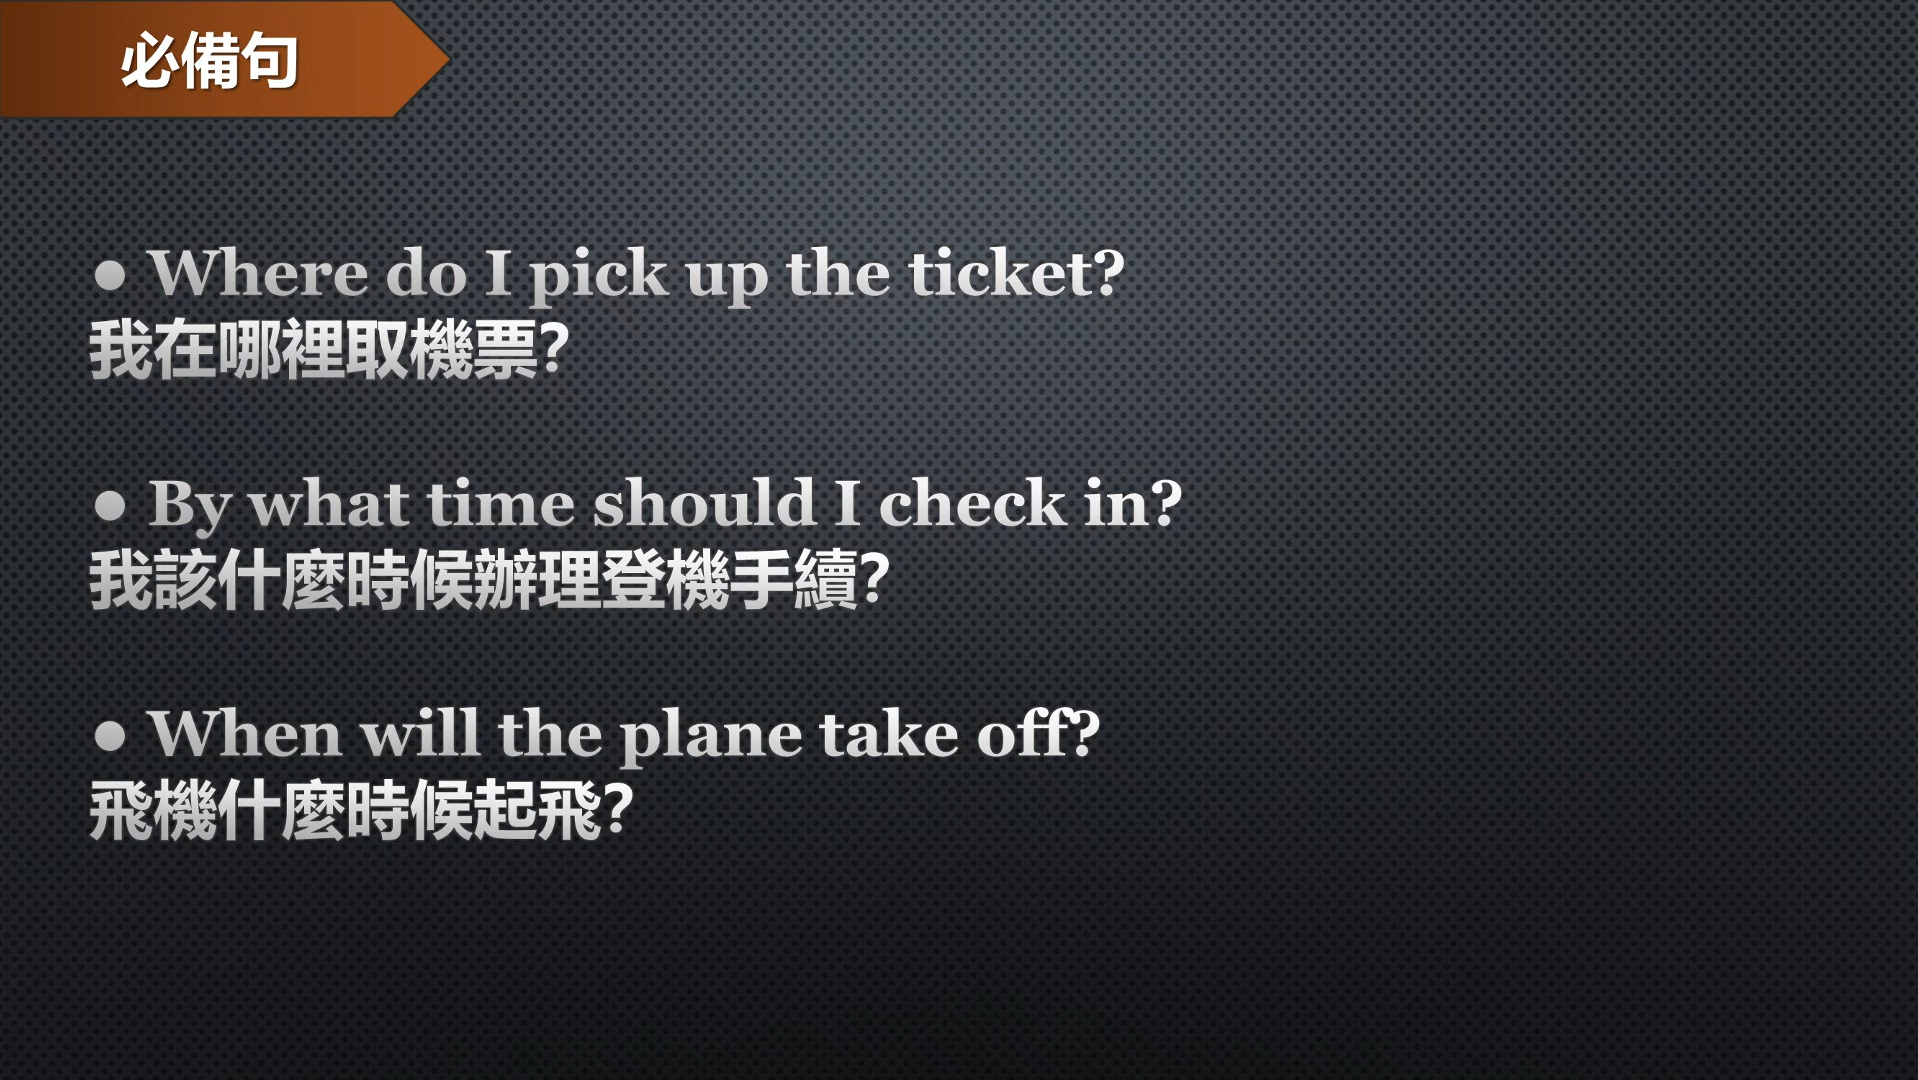 必備句
● Where do I pick up the ticket?
我在哪裡取機票?
● By what time should I check in?
我該什麼時候辦理登機手續?
● When will the plane take off?
飛機什麼時候起飛?